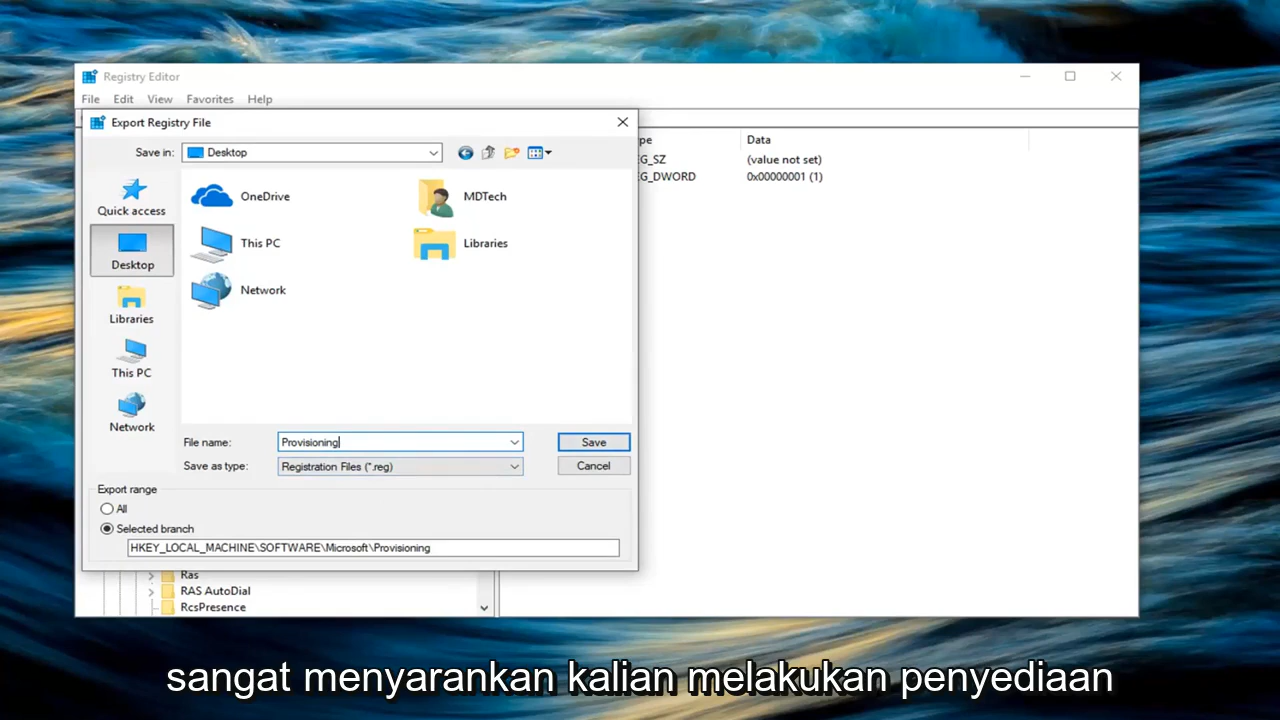 Registry Editor
File Edit View Favorites Help
Export Registry File
Save in: Desktop
Data
G_SZ (value not set)
G_DWORD 0x00000001 (1)
Quick access
Desktop
Libraries
This PC
Network
OneDrive
MDTech
This PC
Libraries
Network
File name: Provisioning Save
Save as type: Registration Files (*.reg) Cancel
Export range
All
Selected branch
HKEY_LOCAL_MACHINE\SOFTWARE\Microsoft\Provisioning
Ras
RAS AutoDial
RcsPresence
sangat menyarankan kalian melakukan penyediaan